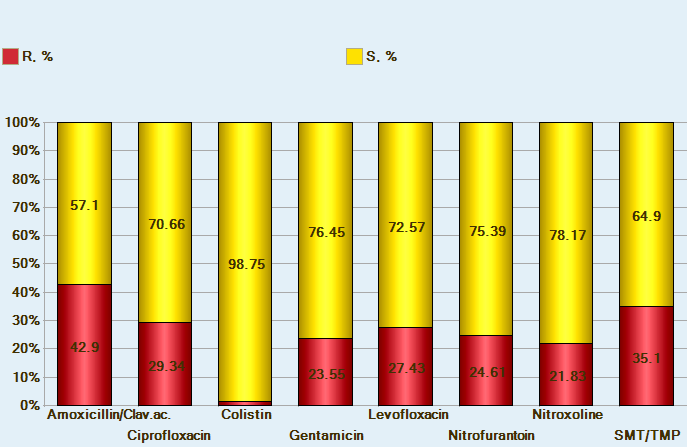 R. % S. %
100%
90%
80%
70%
60%
50%
40%
30%
20%
10%
0%
57.1 70.66 98.75 76.45 72.57 75.39 78.17 64.9
42.9 29.34 23.55 27.43 24.61 21.83 35.1
Amoxicillin/Clav.ac. Colistin Levofloxacin Nitroxoline
Ciprofloxacin Gentamicin Nitrofurantoin SMT/TMP